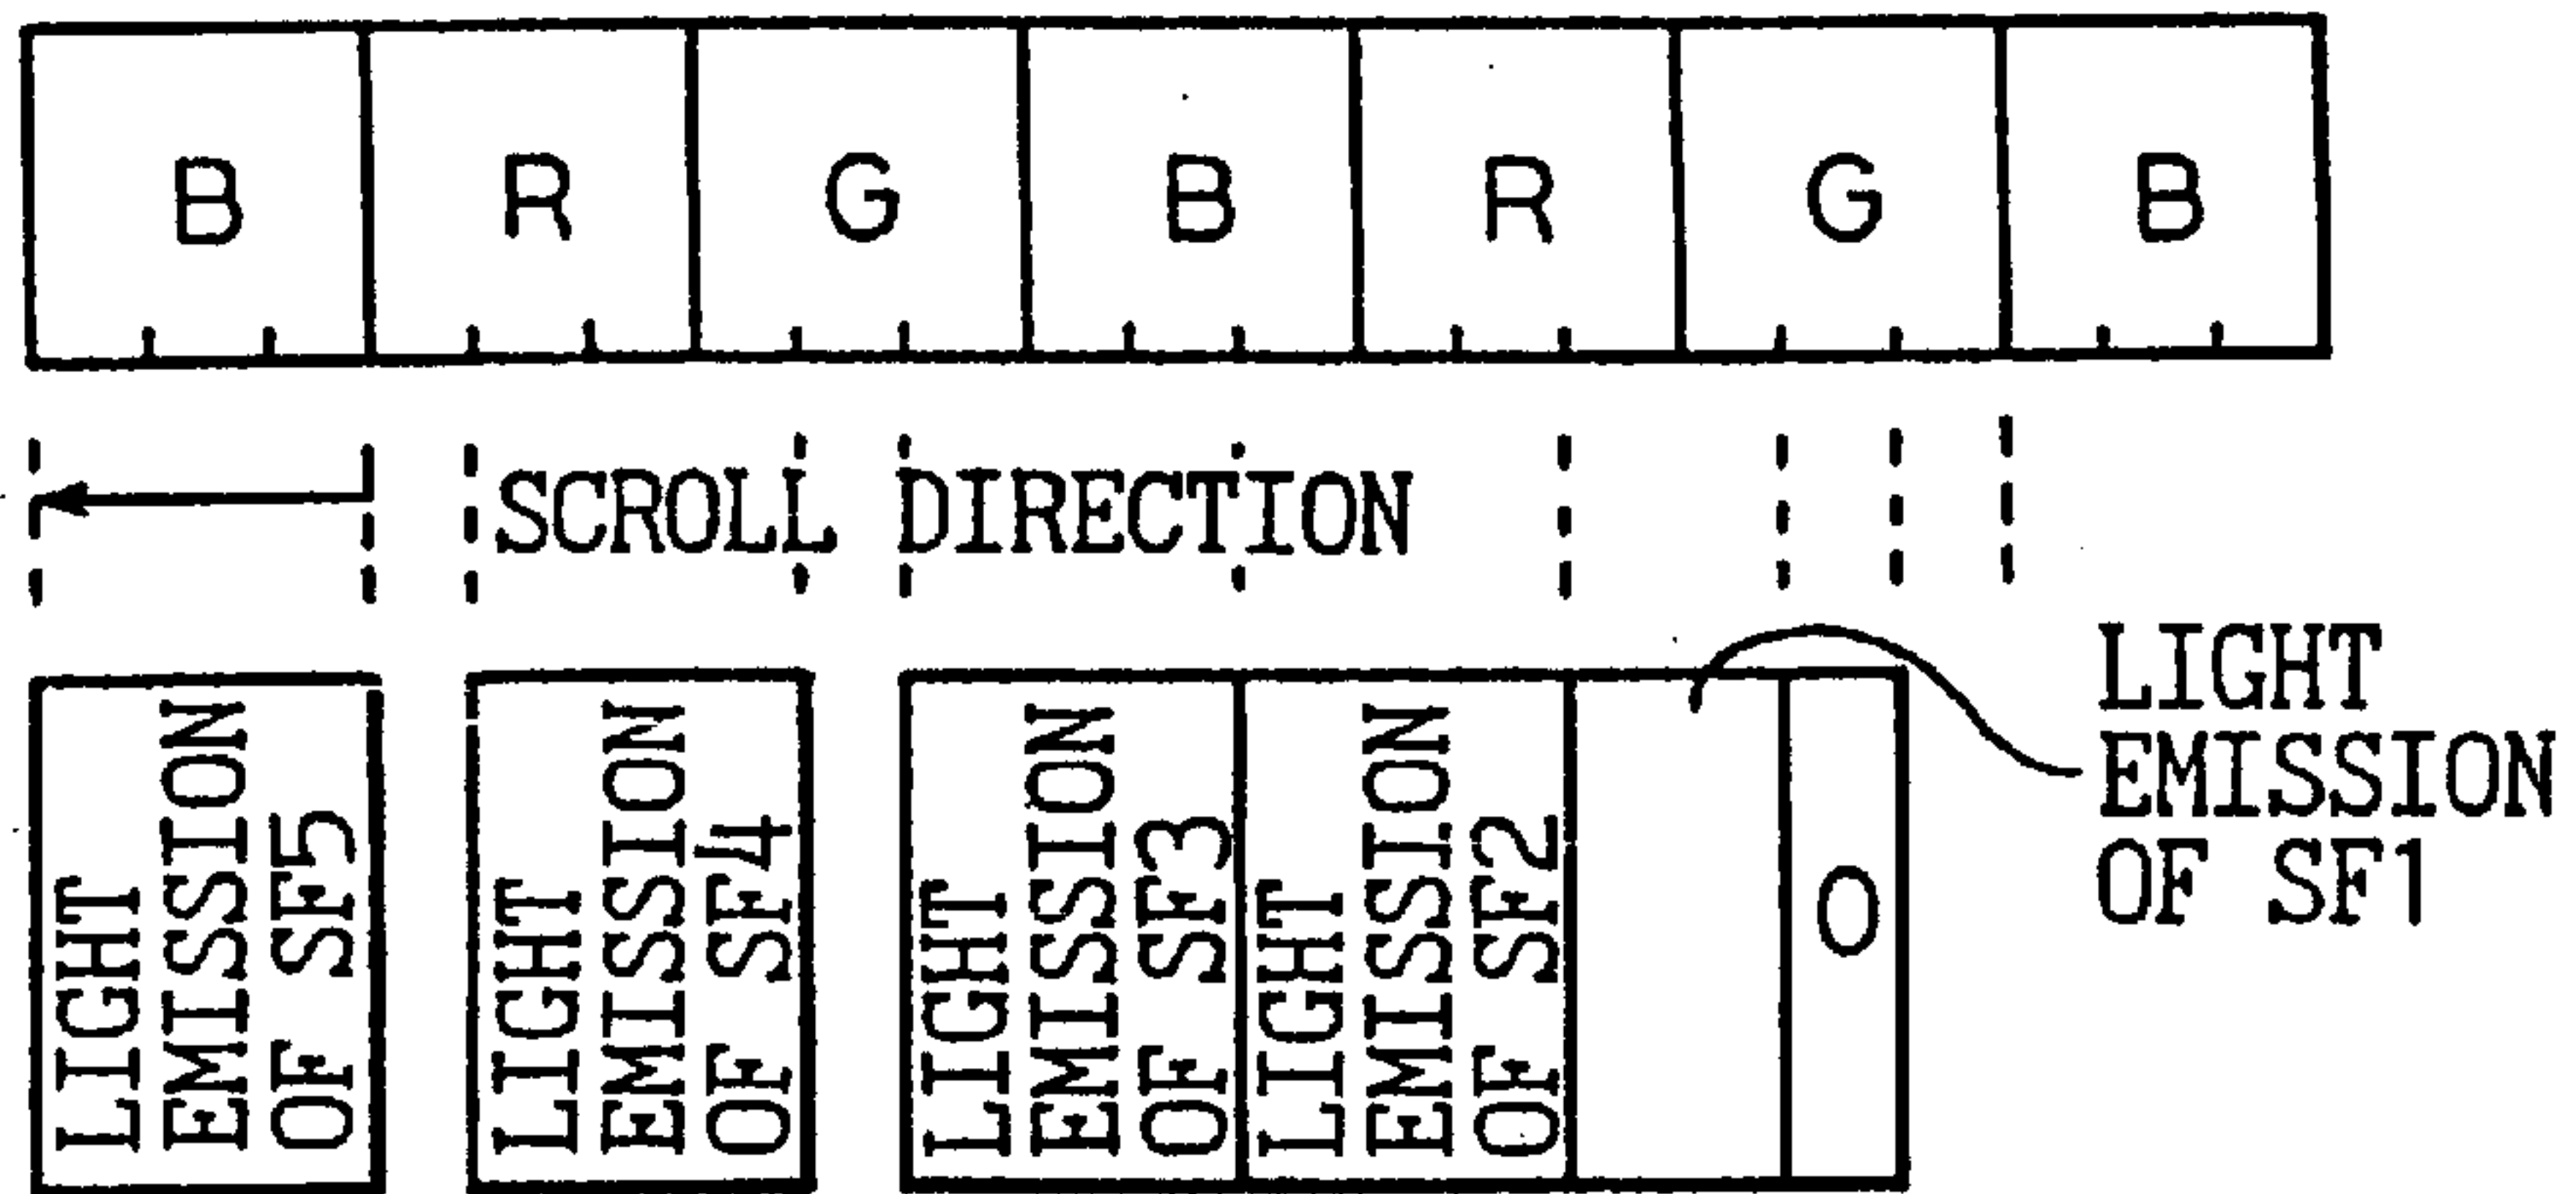 B R G B R G B
SCROLL DIRECTION
LIGHT
EMISSION
OF SF5
LIGHT
EMISSION
OF SF4
LIGHT
EMISSION
OF SF3
LIGHT
EMISSION
OF SF2
0
LIGHT
EMISSION
OF SF1